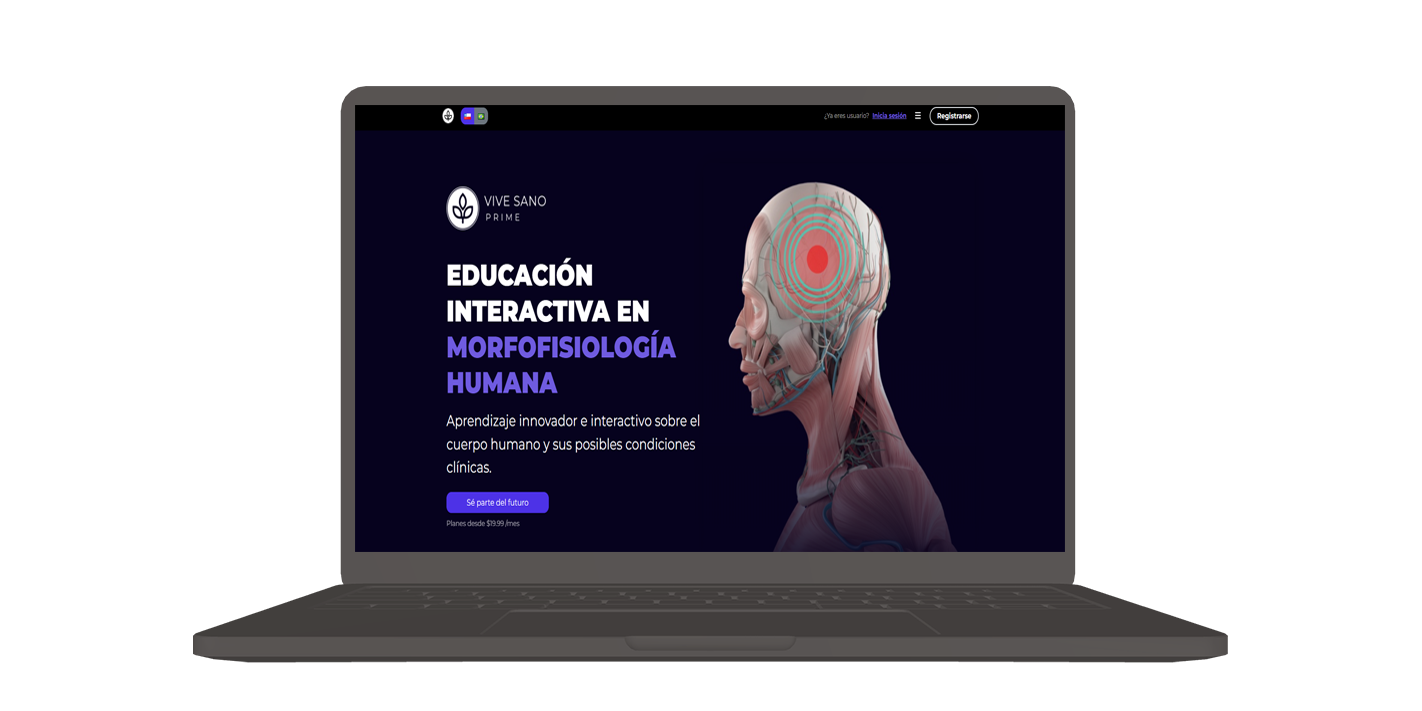 ¿Ya eres usuario? Inicia sesión Registrarse
VIVE SANO
PRIME
EDUCACIÓN
INTERACTIVA EN
MORFOFISIOLOGÍA
HUMANA
Aprendizaje innovador e interactivo sobre el
cuerpo humano y sus posibles condiciones
clínicas.
Sé parte del futuro
Planes desde $19.99 /mes